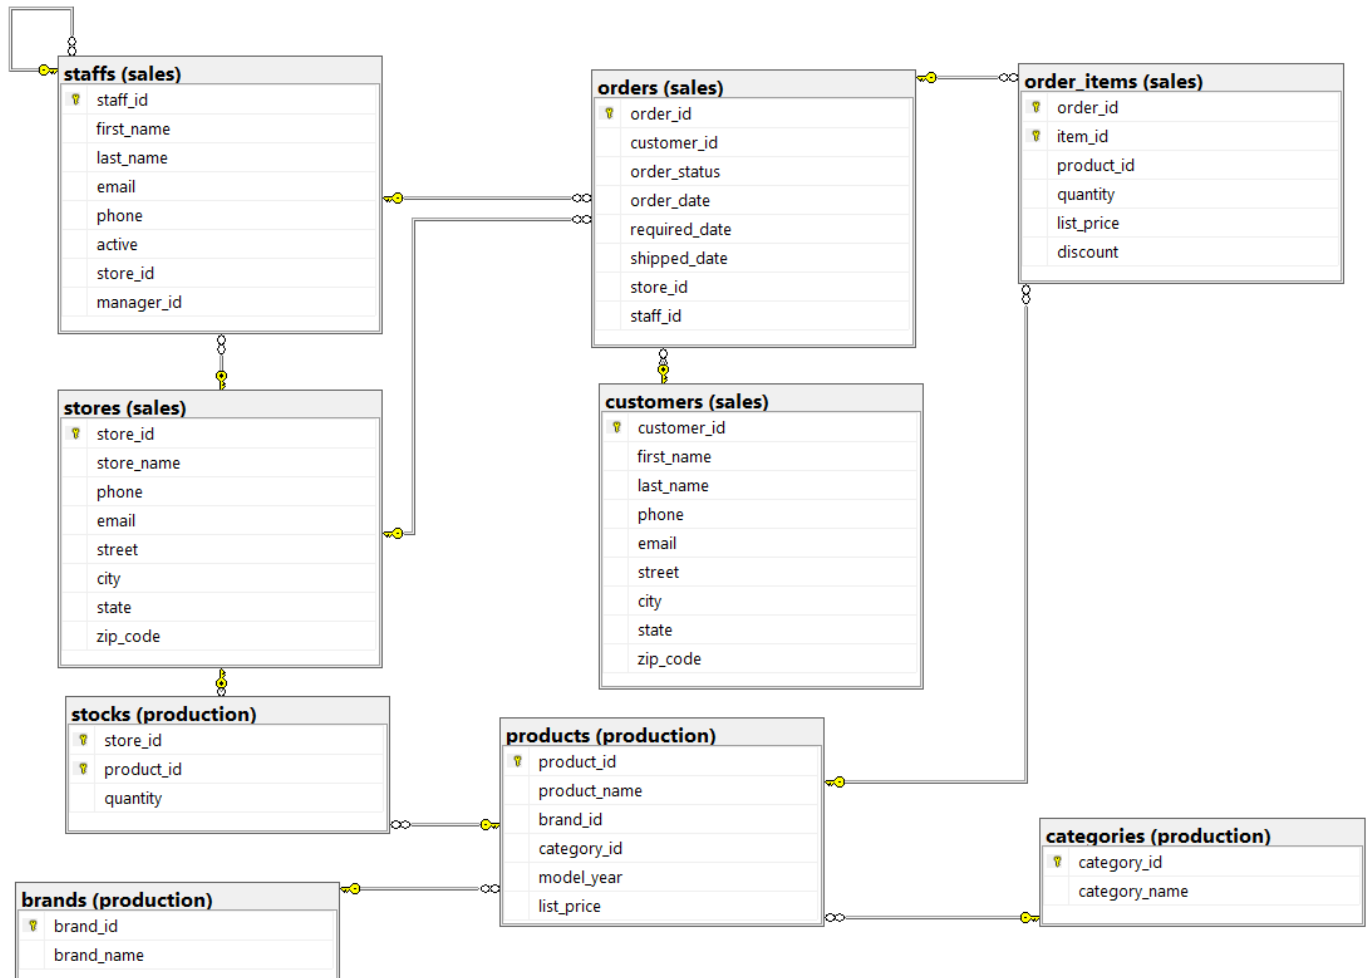 staffs (sales)
staff_id
first_name
last_name
email
phone
active
store_id
manager_id
orders (sales)
order_id
customer_id
order_status
order_date
required_date
shipped_date
store_id
staff_id
order_items (sales)
order_id
item_id
product_id
quantity
list_price
discount
stores (sales)
store_id
store_name
phone
email
street
city
state
zip_code
customers (sales)
customer_id
first_name
last_name
phone
email
street
city
state
zip_code
stocks (production)
store_id
product_id
quantity
products (production)
product_id
product_name
brand_id
category_id
model_year
list_price
categories (production)
category_id
category_name
brands (production)
brand_id
brand_name